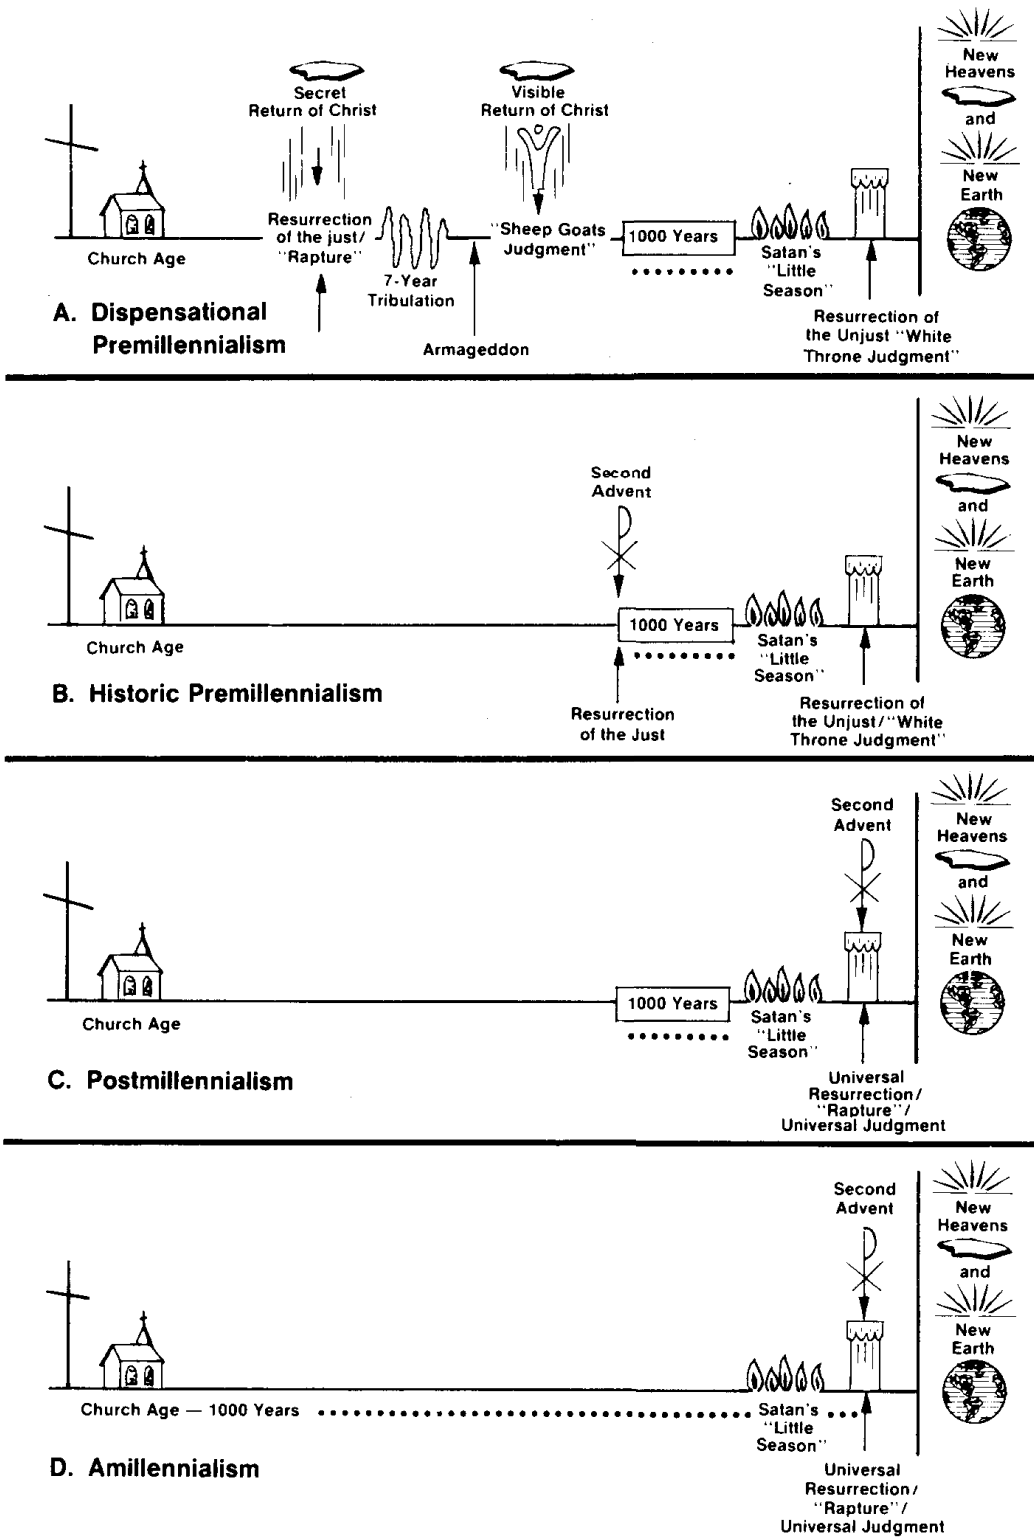 Secret
Return of Christ
Visible
Return of Christ
New
Heavens
and
New
Earth
Church Age
Resurrection
of the just/
"Rapture"
7-Year
Tribulation
Armageddon
"Sheep Goats
Judgment"
1000 Years
Satan's
"Little
Season"
Resurrection of
the Unjust "White
Throne Judgment"
A. Dispensational
Premillennialism
Second
Advent
New
Heavens
and
New
Earth
Church Age
1000 Years
Satan's
"Little
Season"
Resurrection
of the Just
Resurrection of
the Unjust/"White
Throne Judgment"
B. Historic Premillennialism
Second
Advent
New
Heavens
and
New
Earth
Church Age
1000 Years
Satan's
"Little
Season"
Universal
Resurrection/
"Rapture"/
Universal Judgment
C. Postmillennialism
Second
Advent
New
Heavens
and
New
Earth
Church Age — 1000 Years
Satan's
"Little
Season"
Universal
Resurrection/
"Rapture"/
Universal Judgment
D. Amillennialism